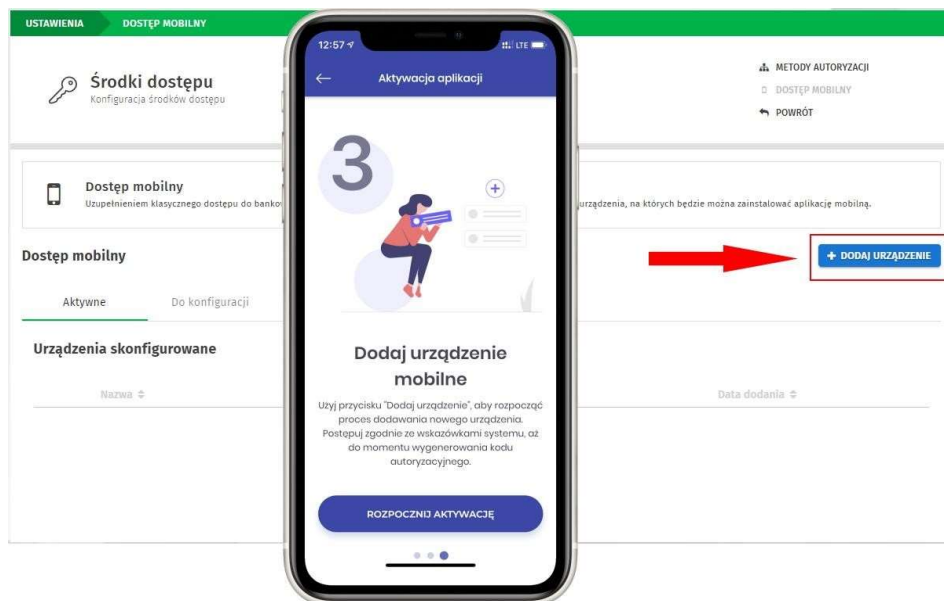 USTAWIENIA DOSTĘP MOBILNY
Środki dostępu
Konfiguracja środków dostępu
METODY AUTORYZACJI
DOSTĘP MOBILNY
POWRÓT
Dostęp mobilny
Uzupełnieniem klasycznego dostępu do
urządzenia, na których będzie można zainstalować aplikację mobilną.
Dostęp mobilny
+ DODAJ URZĄDZENIE
Aktywne Do konfiguracji
Urządzenia skonfigurowane
Nazwa
Data dodania
12:57
LTE
← Aktywacja aplikacji
3
Dodaj urządzenie
mobilne
Użyj przycisku "Dodaj urządzenie", aby rozpocząć
proces dodawania nowego urządzenia.
Postępuj zgodnie ze wskazówkami systemu, aż
do momentu wygenerowania kodu
autoryzacyjnego.
ROZPOCZNIJ AKTYWACJĘ